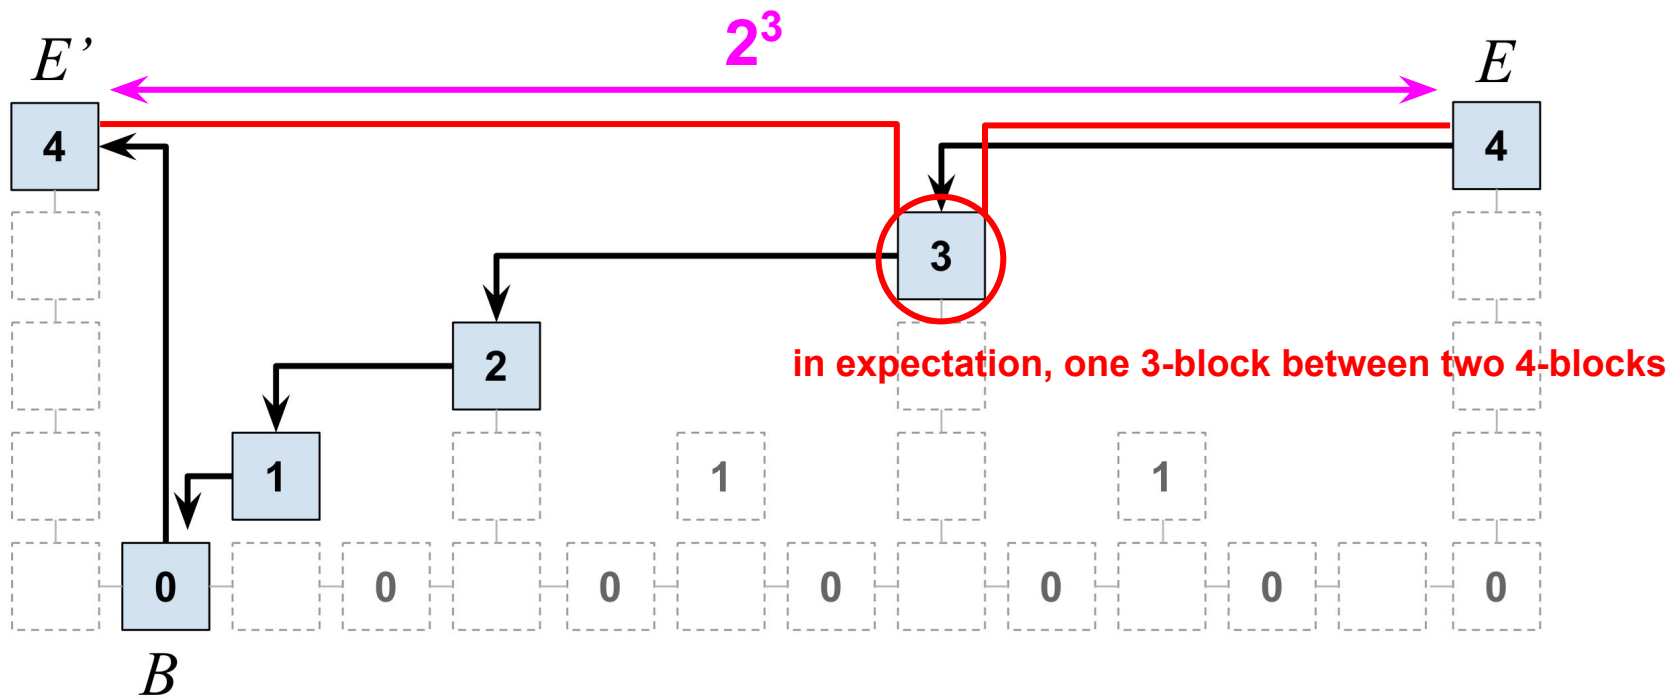 2³
E’ E
4 4
3
2
in expectation, one 3-block between two 4-blocks
1 1 1
0 0 0 0 0 0 0
B